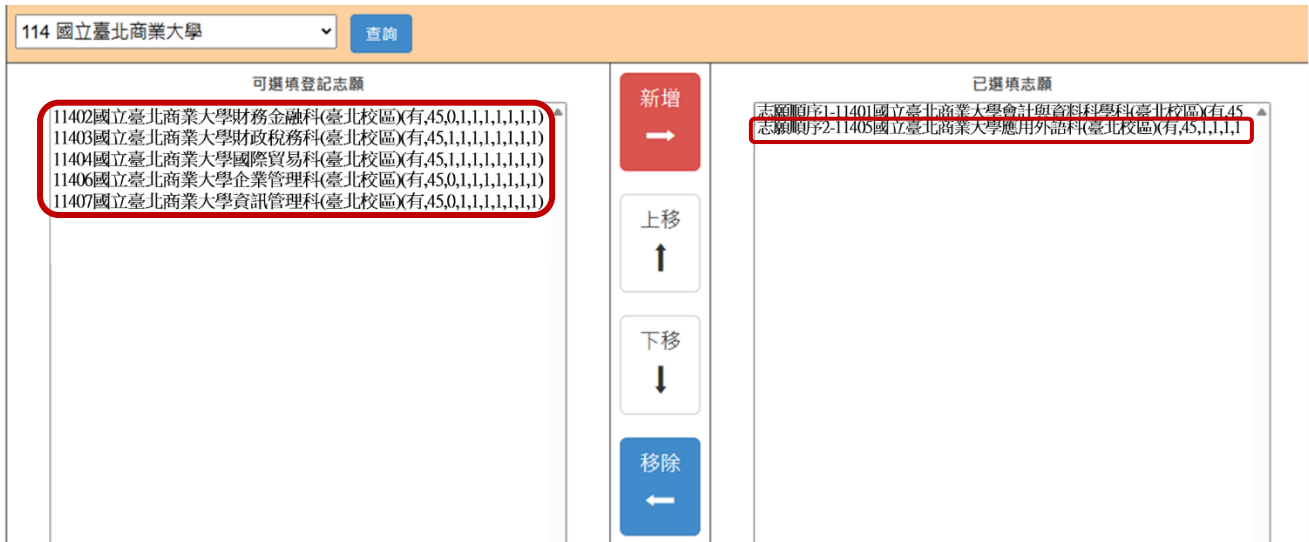 114 國立臺北商業大學
查詢
可選填登記志願
11402國立臺北商業大學財務金融科(臺北校區)(有,45,0,1,1,1,1,1,1,1)
11403國立臺北商業大學財政稅務科(臺北校區)(有,45,1,1,1,1,1,1,1,1)
11404國立臺北商業大學國際貿易科(臺北校區)(有,45,1,1,1,1,1,1,1,1)
11406國立臺北商業大學企業管理科(臺北校區)(有,45,0,1,1,1,1,1,1,1)
11407國立臺北商業大學資訊管理科(臺北校區)(有,45,0,1,1,1,1,1,1,1)
新增
上移
下移
移除
已選填志願
志願順序1-11401國立臺北商業大學會計與資料科學科(臺北校區)(有,45
志願順序2-11405國立臺北商業大學應用外語科(臺北校區)(有,45,1,1,1,1